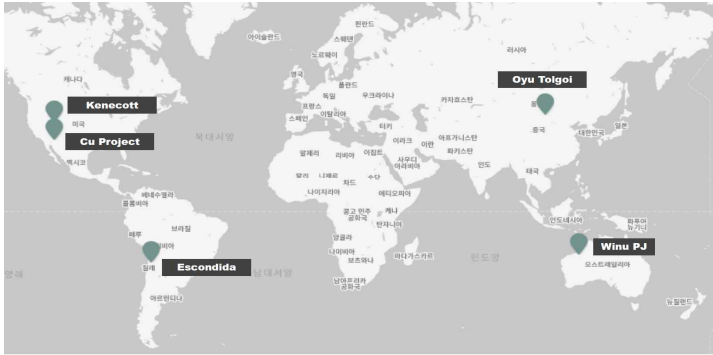 핀란드
아이슬란드
스웨덴
노르웨이
러시아
영국
캐나다
폴란드
독일
우크라이나
카자흐스탄
Oyu Tolgoi
몽
Kenecott
프랑스
미국
스페인
이탈리아
튀르키
중국
일본
대한민국
Cu Project
북대서양
이라크
이란
아프가니스탄
파키스탄
멕시코
알제리
리비아
이집트
사우디
아라비아
인도
말리
니제르
차드
수단
태국
베네수엘라
콜롬비아
나이지리아
에티오피아
콩고 민주
공화국
케냐
탄자니아
인도네시아
파푸아
뉴기니
페루
브라질
리비아
앙골라
Winu PJ
칠레
Escondida
나미비아
보츠와나
마다가스카르
인도양
오스트레일리아
양
남대서양
남아프리카
공화국
아르헨티나
뉴질랜드